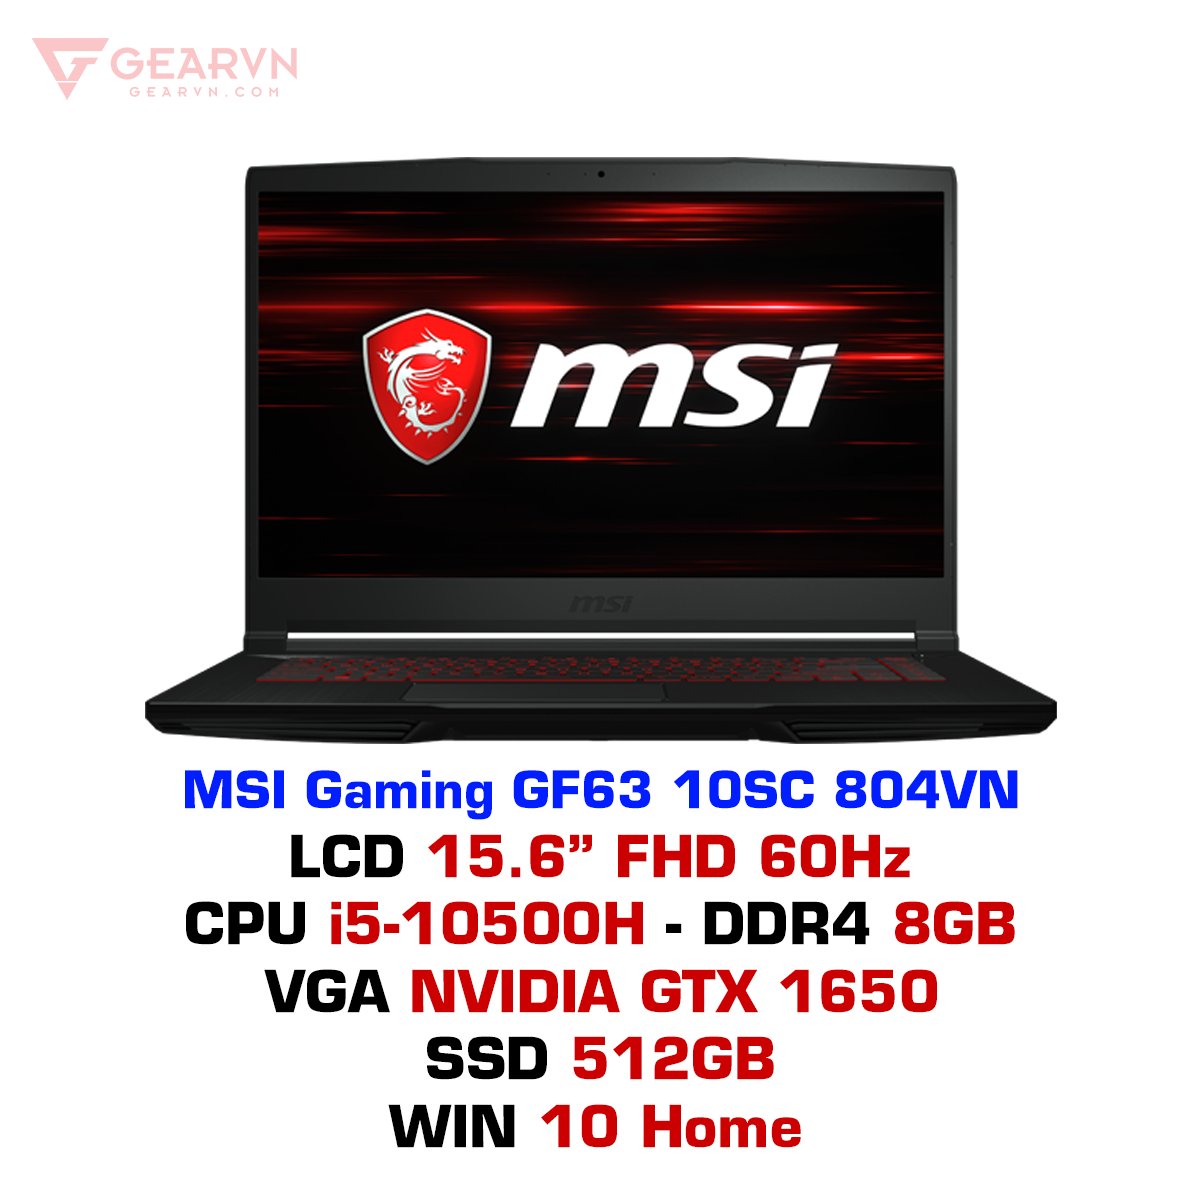 GEARVN
GEARVN.COM
msi
msi
MSI Gaming GF63 10SC 804VN
LCD 15.6” FHD 60Hz
CPU i5-10500H - DDR4 8GB
VGA NVIDIA GTX 1650
SSD 512GB
WIN 10 Home